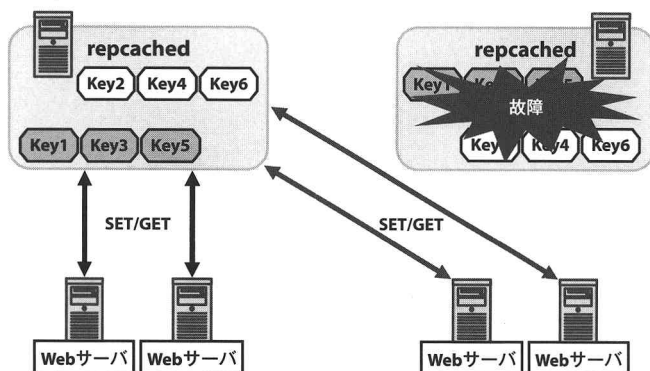 repcached
Key2 Key4 Key6
Key1 Key3 Key5
SET/GET
Webサーバ Webサーバ
repcached
故障
Key4 Key6
SET/GET
Webサーバ Webサーバ